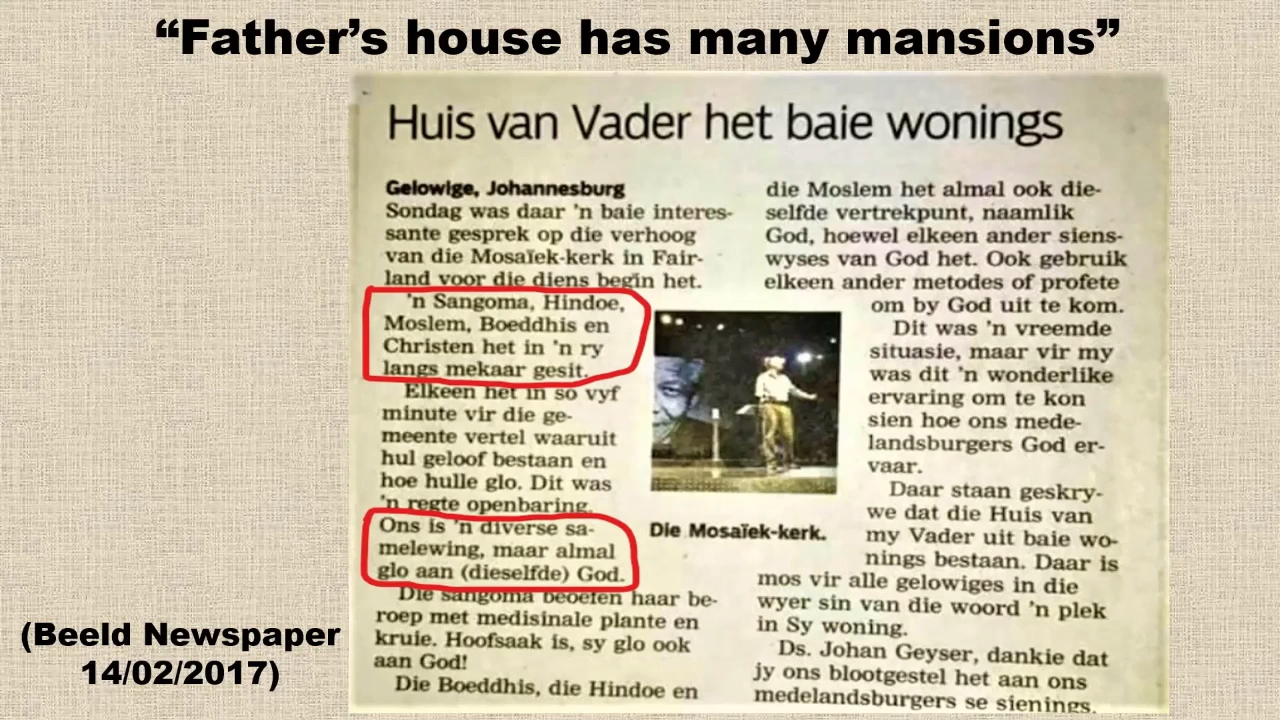 “Father’s house has many mansions”
Huis van Vader het baie wonings
Gelowige, Johannesburg
Sondag was daar ’n baie interes-
sante gesprek op die verhoog
van die Mosaïek-kerk in Fair-
land voor die diens begin het.
’n Sangoma, Hindoe,
Moslem, Boeddhis en
Christen het in ’n ry
langs mekaar gesit.
Elkeen het in so vyf
minute vir die ge-
meente vertel waaruit
hul geloof bestaan en
hoe hulle glo. Dit was
’n regte openbaring.
Ons is ’n diverse sa-
melewing, maar almal
glo aan (dieselfde) God.
Die sangoma beoefen haar be-
roep met medisinale plante en
kruie. Hoofsaak is, sy glo ook
aan God!
Die Boeddhis, die Hindoe en
die Moslem het almal ook die-
selfde vertrekpunt, naamlik
God, hoewel elkeen ander siens-
wyses van God het. Ook gebruik
elkeen ander metodes of profete
om by God uit te kom.
Dit was ’n vreemde
situasie, maar vir my
was dit ’n wonderlike
ervaring om te kon
sien hoe ons mede-
landsburgers God er-
vaar.
Daar staan geskry-
we dat die Huis van
my Vader uit baie wo-
nings bestaan. Daar is
mos vir alle gelowiges in die
wyer sin van die woord ’n plek
in Sy woning.
Ds. Johan Geyser, dankie dat
jy ons blootgestel het aan ons
medelandsburgers se sienings.
Die Mosaïek-kerk.
(Beeld Newspaper
14/02/2017)